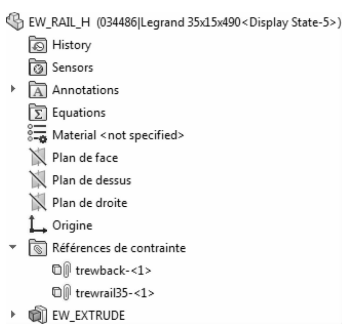 EW_RAIL_H (034486|Legrand 35x15x490<Display State-5>)
History
Sensors
Annotations
Equations
Material <not specified>
Plan de face
Plan de dessus
Plan de droite
Origine
Références de contrainte
trewback-<1>
trewrail35-<1>
EW_EXTRUDE